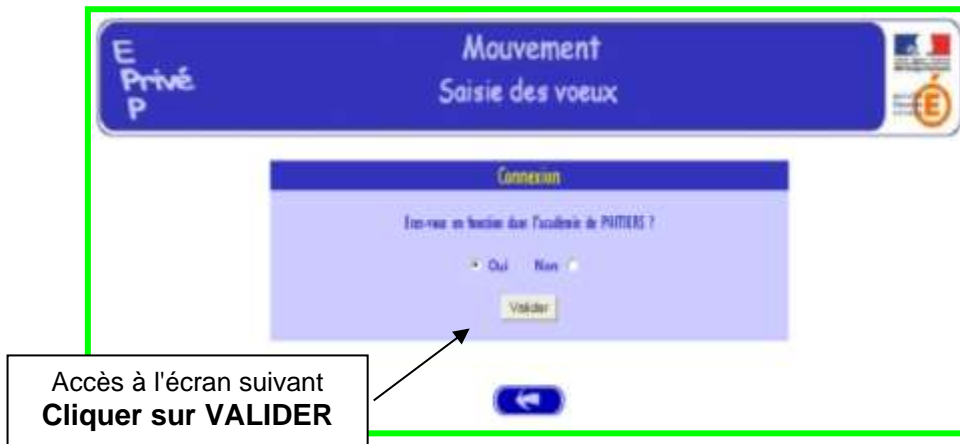 E
Privé
P
Mouvement
Saisie des voeux
Connexion
Etes-vous en fonction dans l'académie de POITIERS ?
Oui Non
Valider
Accès à l'écran suivant
Cliquer sur VALIDER